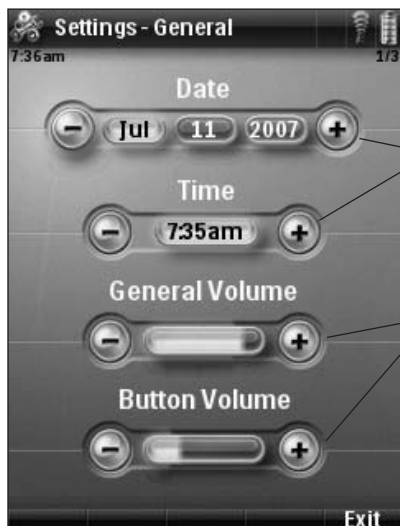 Settings - General
7:36am 1/3
Date
− Jul 11 2007 +
Time
− 7:35am +
General Volume
− +
Button Volume
− +
Exit